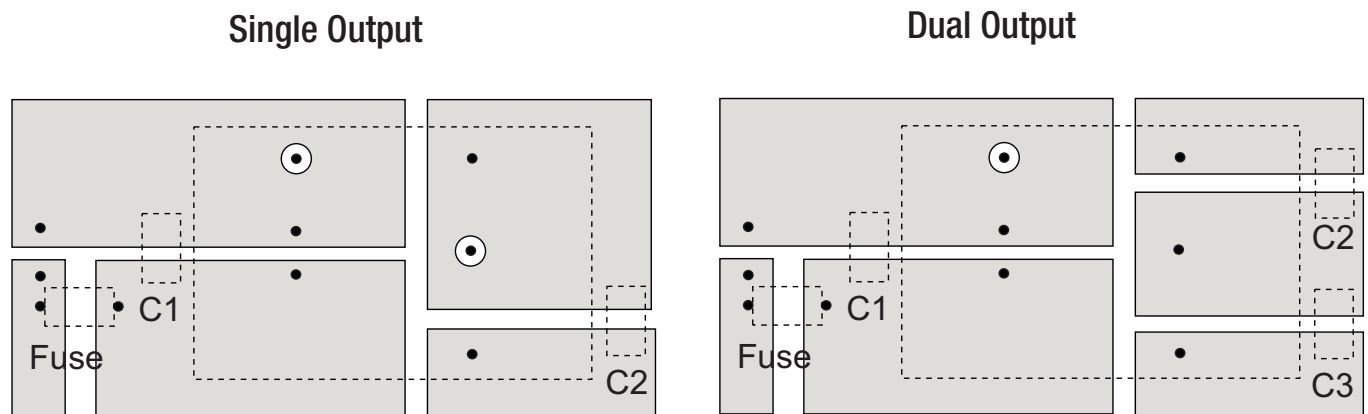 Single Output
C1
Fuse
C2
Dual Output
C2
C1
Fuse
C3